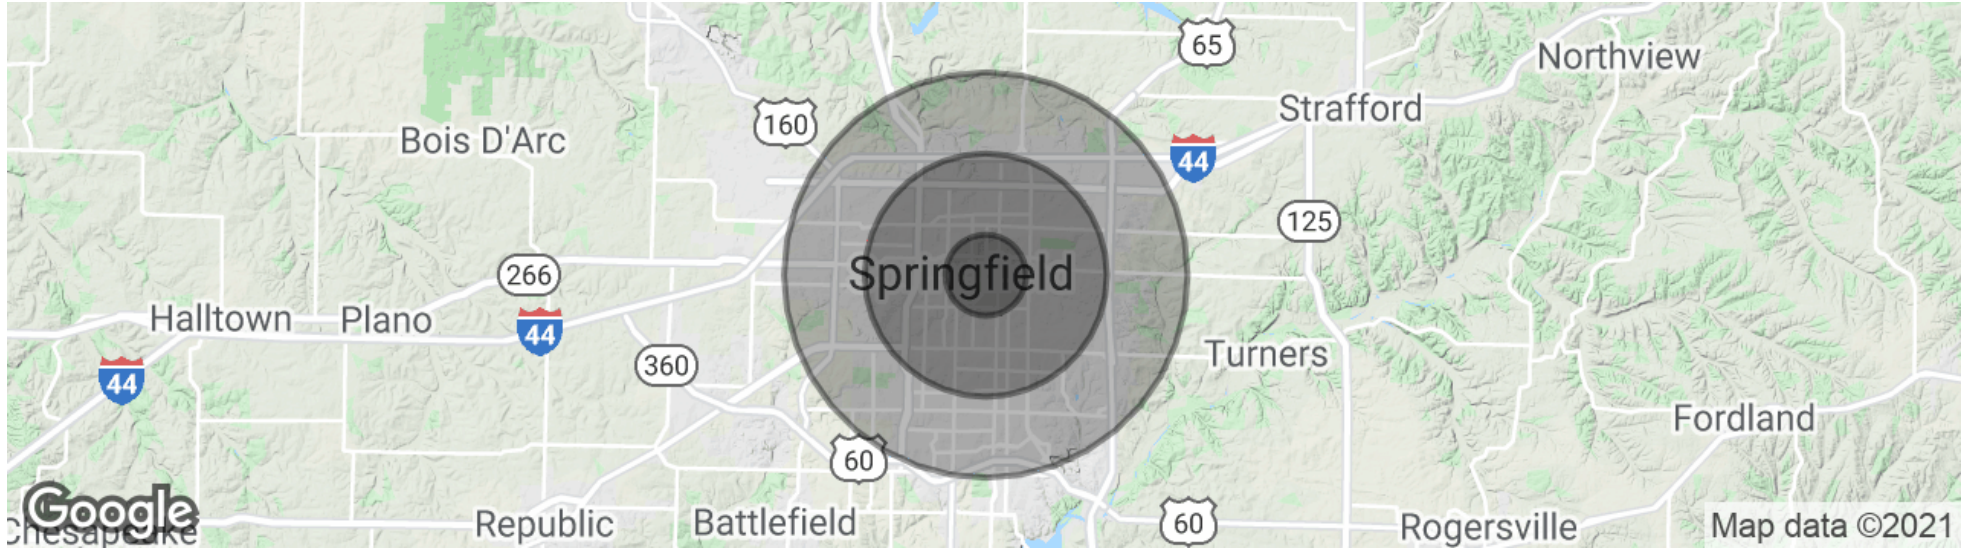 65
Northview
Strafford
160
Bois D'Arc
44
125
Springfield
266
Halltown
Plano
44
Turners
360
44
Fordland
60
Google
Chesapeake
Republic
Battlefield
60
Rogersville
Map data ©2021